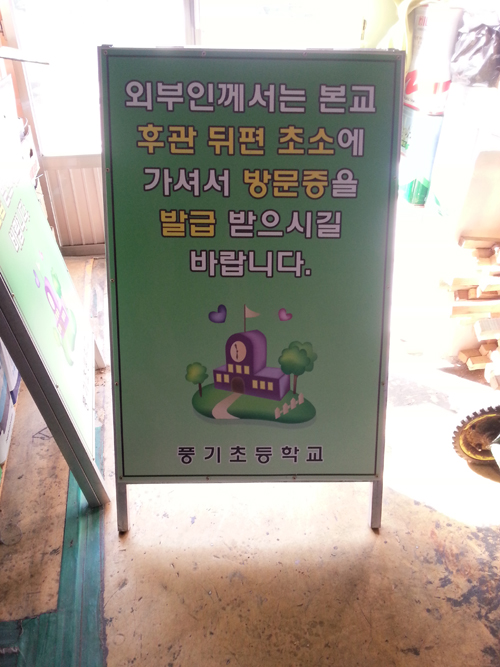 외부인께서는 본교
후관 뒤편 초소에
가셔서 방문증을
발급 받으시길
바랍니다.
풍기초등학교